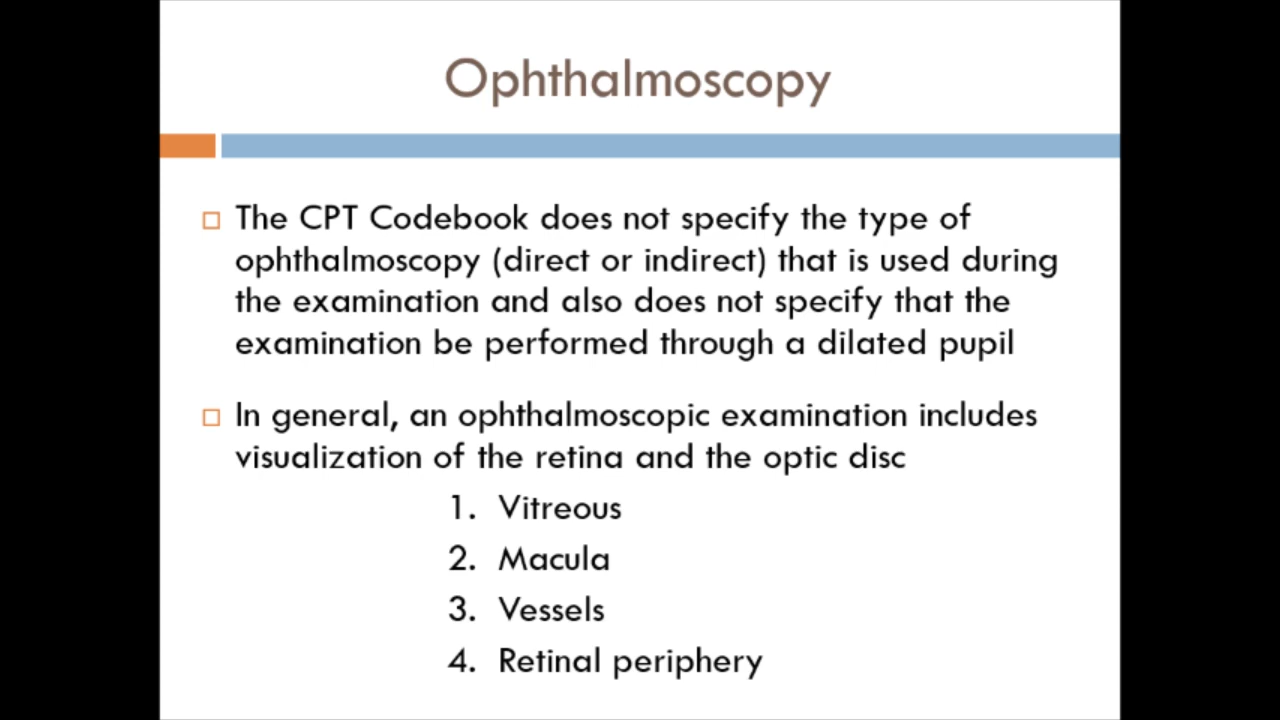 Ophthalmoscopy
The CPT Codebook does not specify the type of
ophthalmoscopy (direct or indirect) that is used during
the examination and also does not specify that the
examination be performed through a dilated pupil
In general, an ophthalmoscopic examination includes
visualization of the retina and the optic disc
1. Vitreous
2. Macula
3. Vessels
4. Retinal periphery